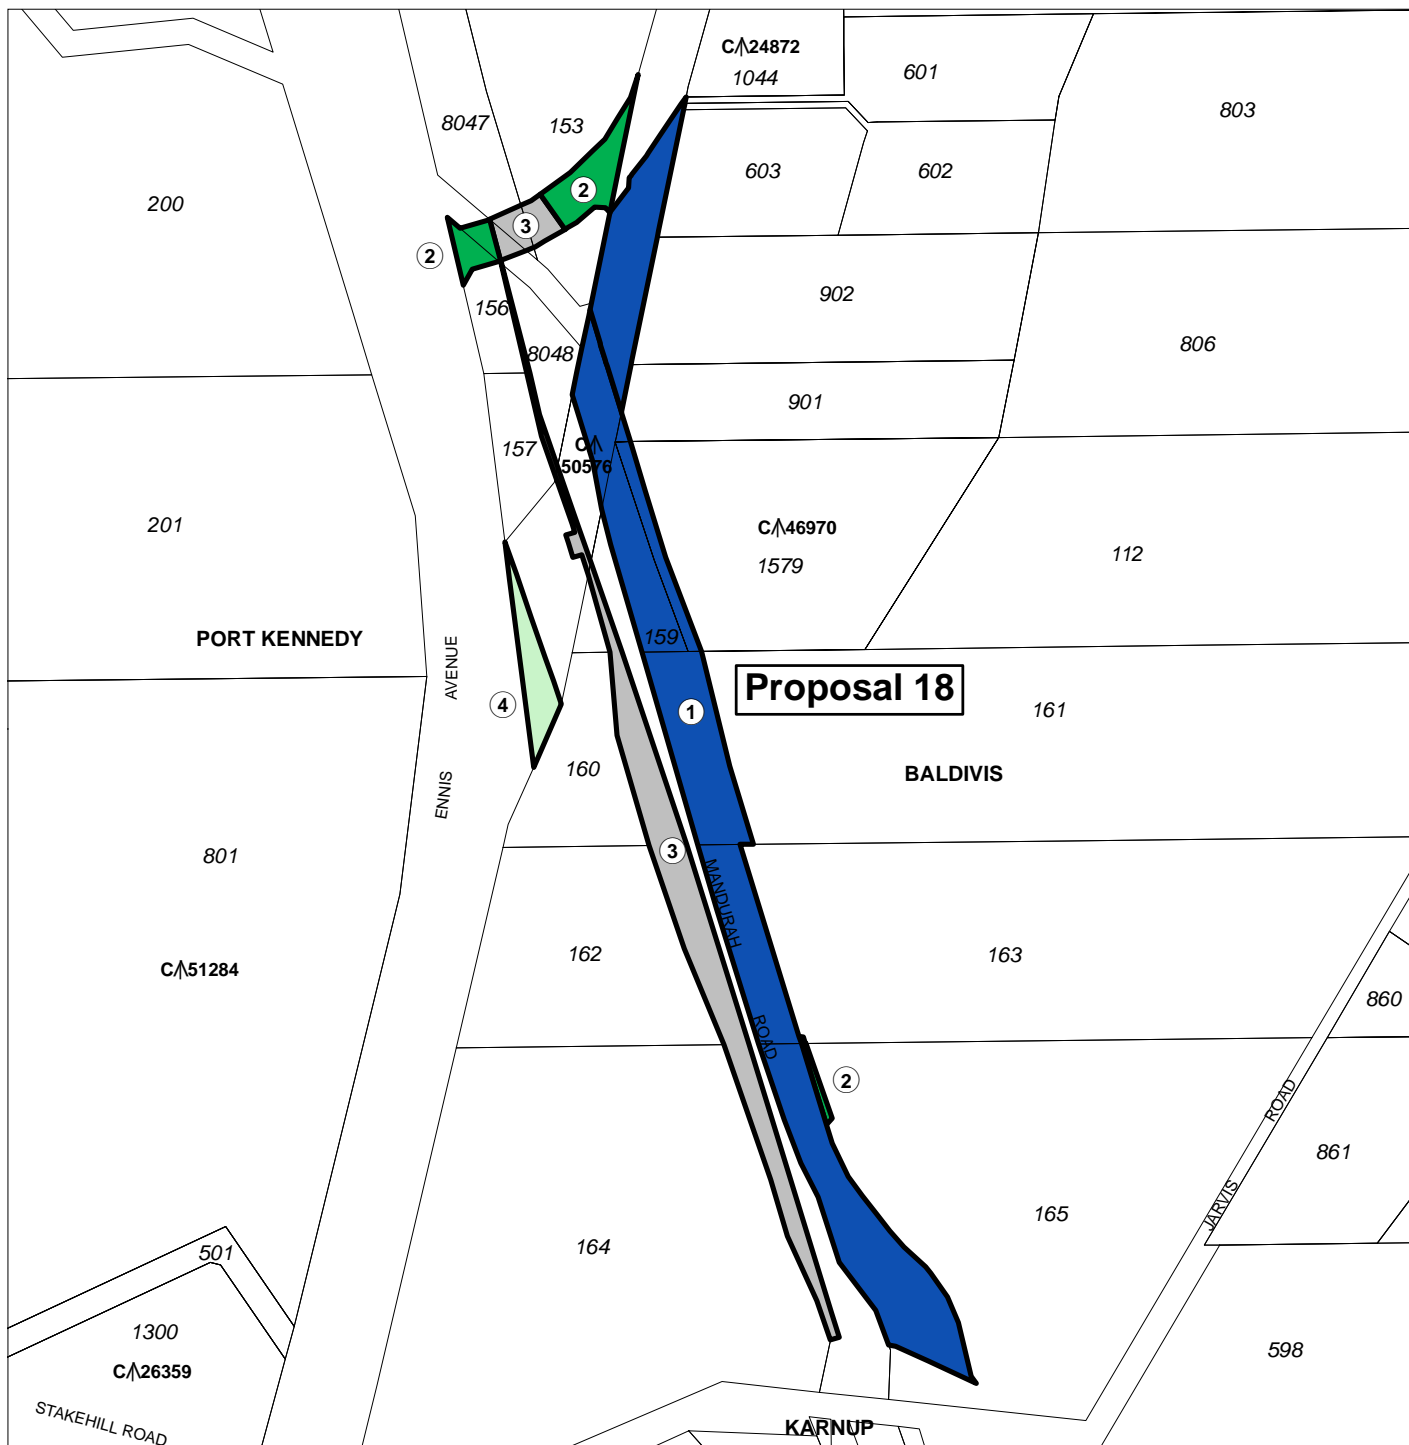 C/\24872
1044
601
803
8047
153
603
602
200
2
3
2
902
156
806
8048
901
157
C/\
50576
201
C/\46970
1579
112
PORT KENNEDY
159
AVENUE
Proposal 18
4
1
161
160
BALDIVIS
ENNIS
801
3
MANDURAH
162
163
C/\51284
860
ROAD
2
ROAD
861
JARVIS
165
164
501
1300
598
C/\26359
STAKEHILL ROAD
KARNUP